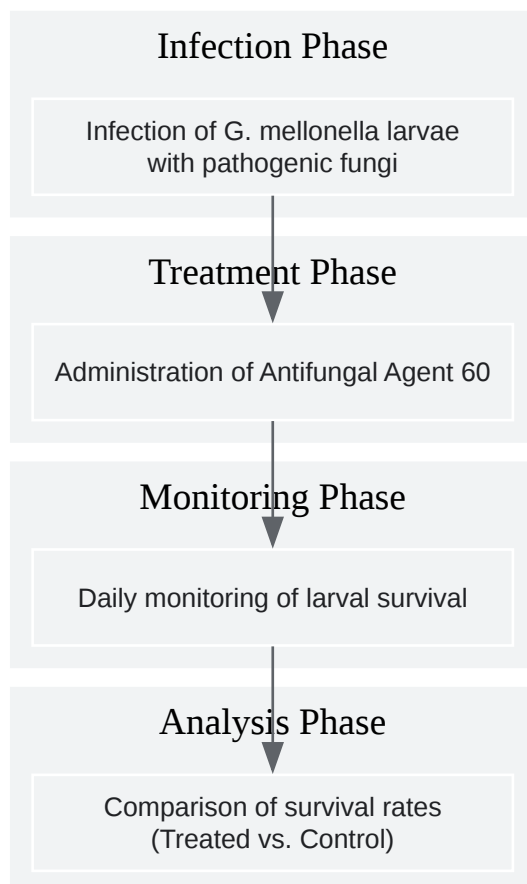 Infection Phase
Infection of G. mellonella larvae
with pathogenic fungi
Treatment Phase
Administration of Antifungal Agent 60
Monitoring Phase
Daily monitoring of larval survival
Analysis Phase
Comparison of survival rates
(Treated vs. Control)